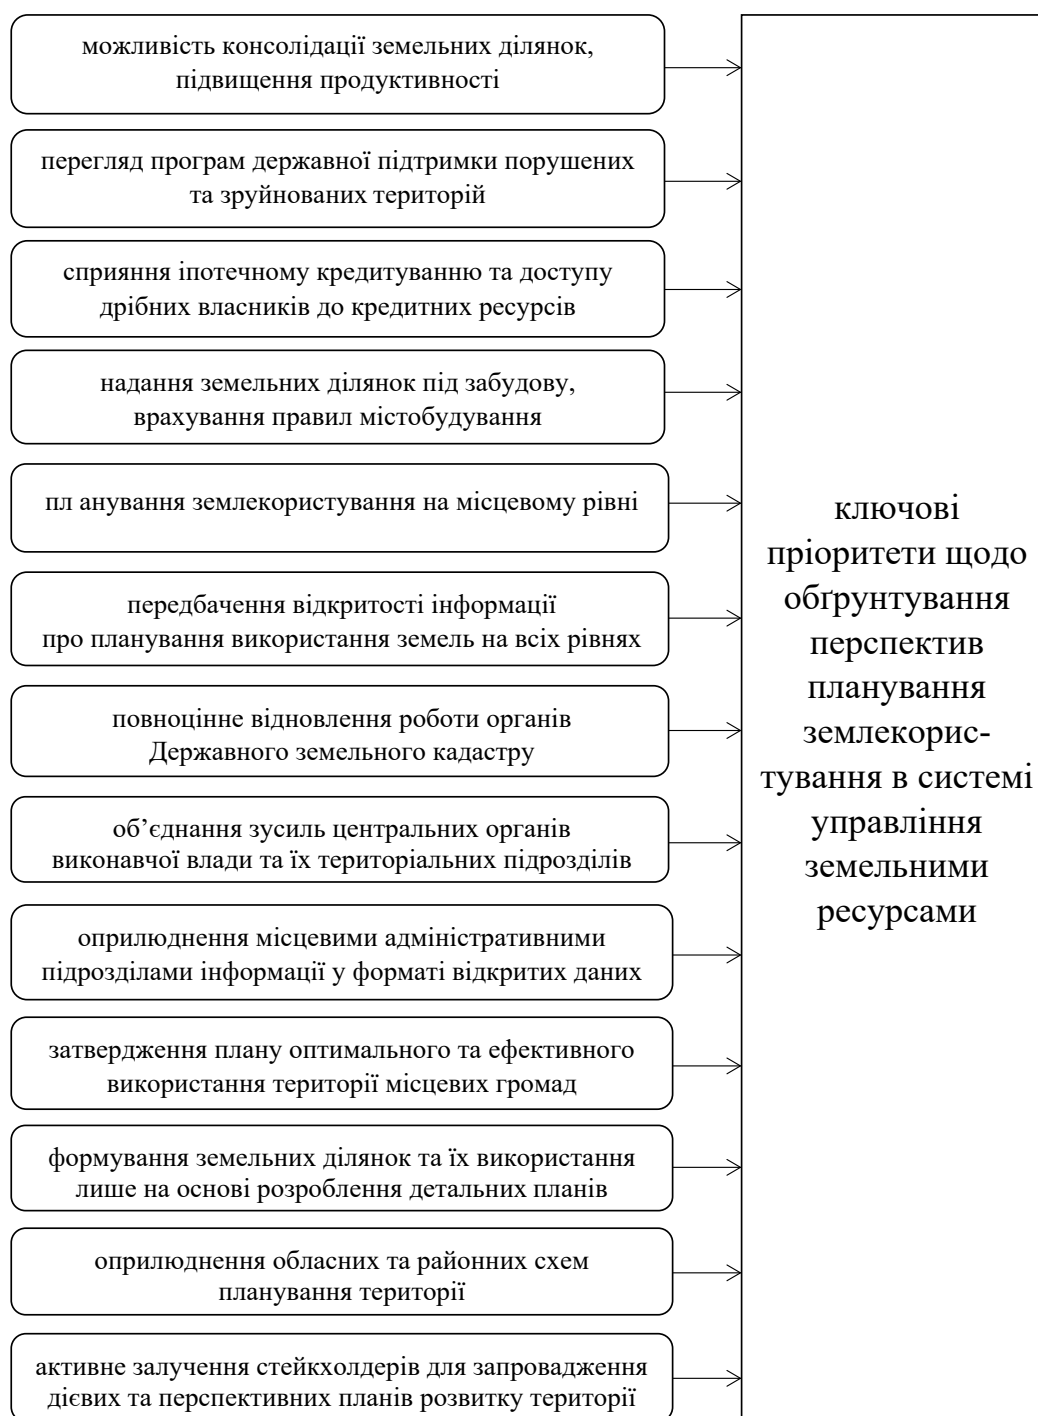 можливість консолідації земельних ділянок,
підвищення продуктивності
перегляд програм державної підтримки порушених
та зруйнованих територій
сприяння іпотечному кредитуванню та доступу
дрібних власників до кредитних ресурсів
надання земельних ділянок під забудову,
врахування правил містобудування
пл анування землекористування на місцевому рівні
передбачення відкритості інформації
про планування використання земель на всіх рівнях
повноцінне відновлення роботи органів
Державного земельного кадастру
об’єднання зусиль центральних органів
виконавчої влади та їх територіальних підрозділів
оприлюднення місцевими адміністративними
підрозділами інформації у форматі відкритих даних
затвердження плану оптимального та ефективного
використання території місцевих громад
формування земельних ділянок та їх використання
лише на основі розроблення детальних планів
оприлюднення обласних та районних схем
планування території
активне залучення стейкхолдерів для запровадження
дієвих та перспективних планів розвитку території
ключові
пріоритети щодо
обґрунтування
перспектив
планування
землекорис-
тування в системі
управління
земельними
ресурсами